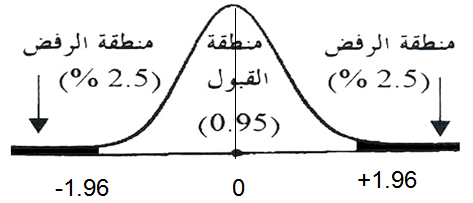 منطقة الرفض
(% 2.5)
منطقة
القبول
(0.95)
منطقة الرفض
(% 2.5)
-1.96
0
+1.96